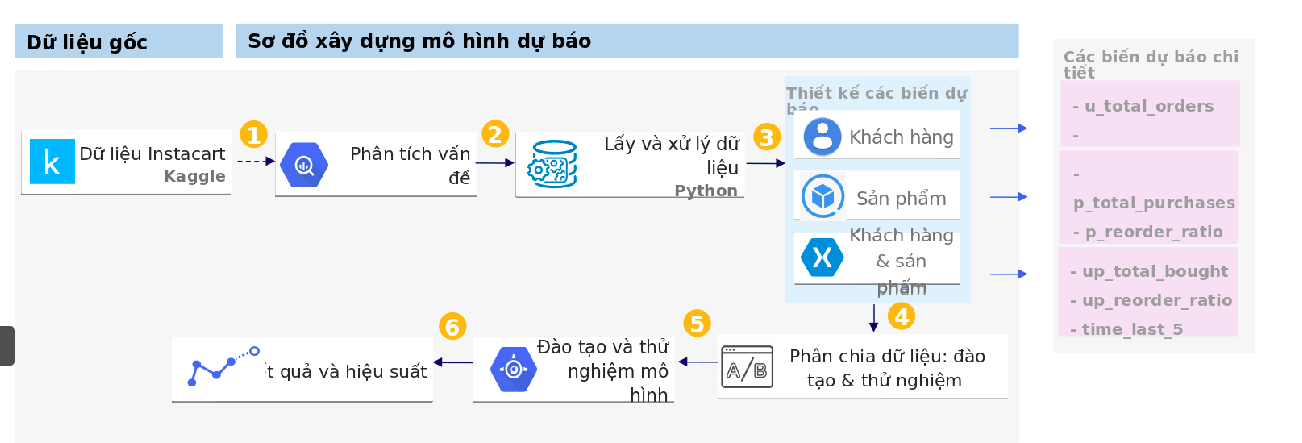 Dữ liệu gốc
Sơ đồ xây dựng mô hình dự báo
Các biến dự báo chi
tiết
Thiết kế các biến dự
báo
- u_total_orders
-
1
2
3
k
Dữ liệu Instacart
Kaggle
Phân tích vấn
đề
Lấy và xử lý dữ
liệu
Python
Khách hàng
Sản phẩm
Khách hàng
& sản
phẩm
-
p_total_purchases
- p_reorder_ratio
- up_total_bought
- up_reorder_ratio
- time_last_5
4
5
6
A/B
Phân chia dữ liệu: đào
tạo & thử nghiệm
Đào tạo và thử
nghiệm mô
hình
t quả và hiệu suất